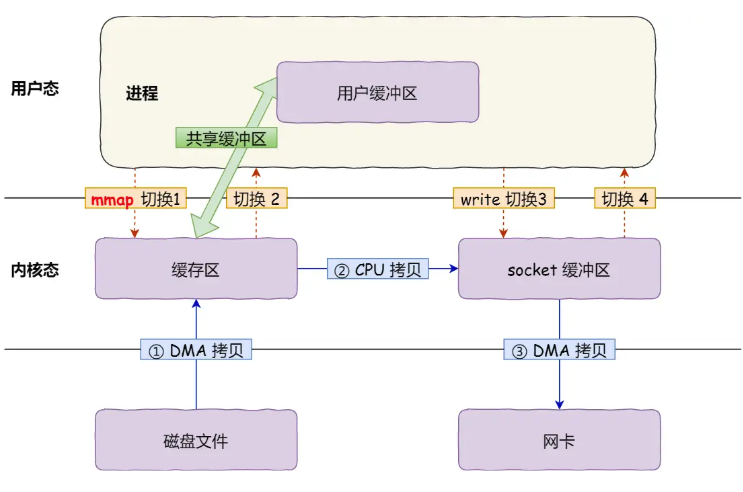 用户态
进程
用户缓冲区
共享缓冲区
mmap 切换1
切换 2
write 切换3
切换 4
内核态
缓存区
② CPU 拷贝
socket 缓冲区
① DMA 拷贝
③ DMA 拷贝
磁盘文件
网卡